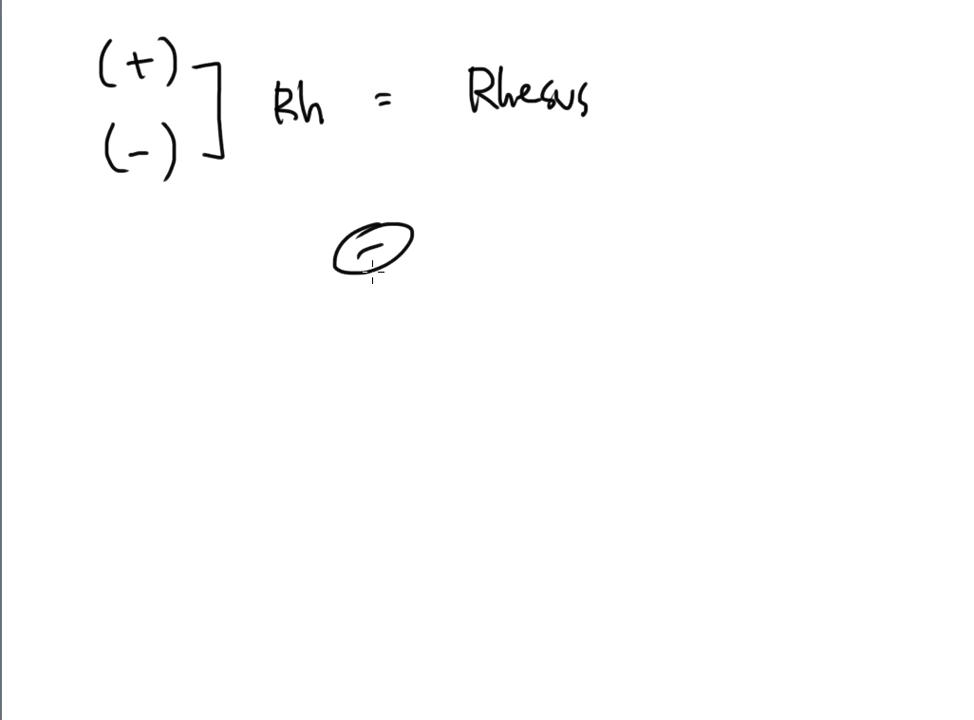 (+)
(-)
Rh = Rhesus